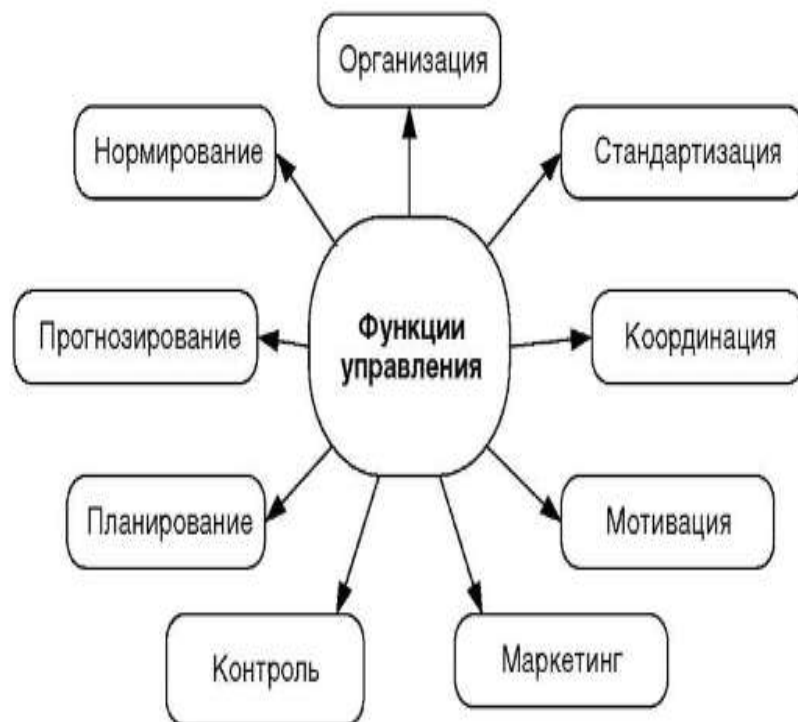 Организация
Нормирование
Стандартизация
Прогнозирование
Функции
управления
Координация
Планирование
Мотивация
Контроль
Маркетинг